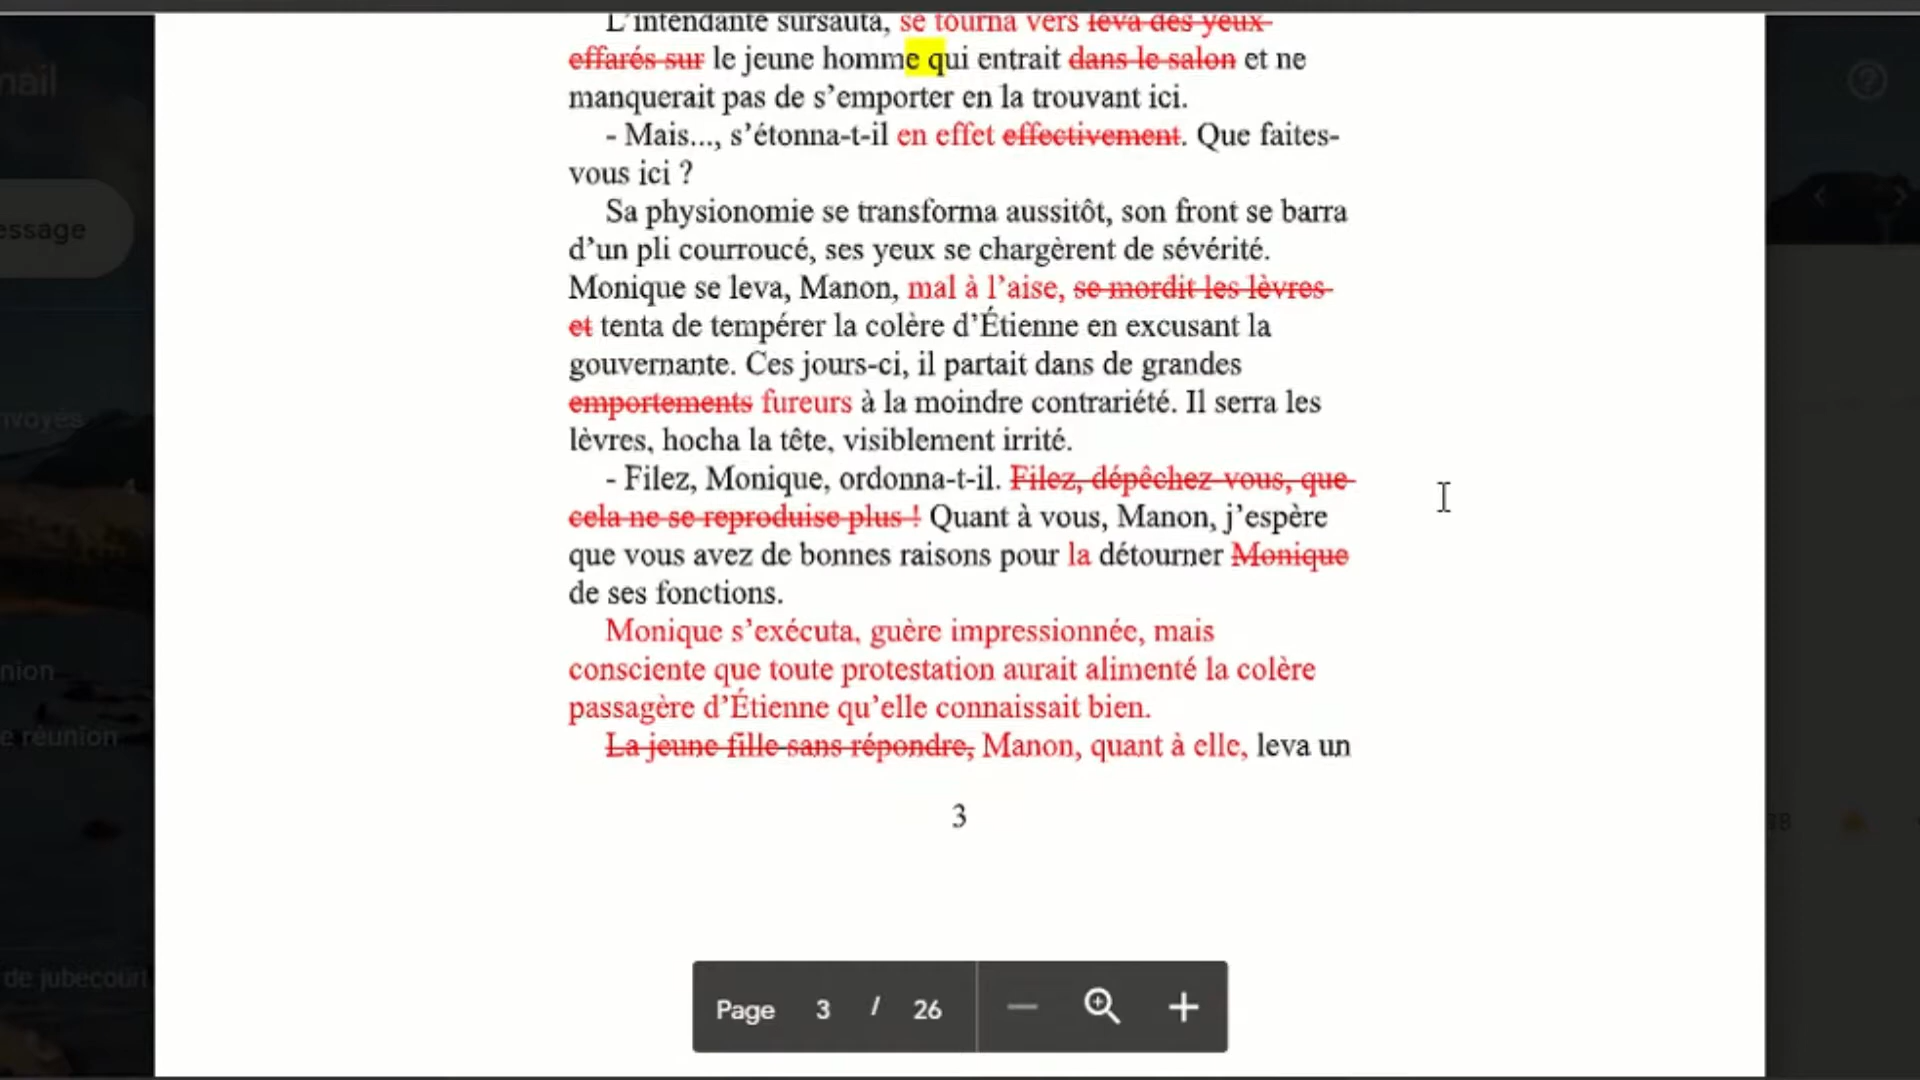 L'intendante sursauta, se tourna vers leva des yeux
effarés sur le jeune homme qui entrait dans le salon et ne
manquerait pas de s'emporter en la trouvant ici.
- Mais..., s'étonna-t-il en effet effectivement. Que faites-
vous ici ?
Sa physionomie se transforma aussitôt, son front se barra
d'un pli courroucé, ses yeux se chargèrent de sévérité.
Monique se leva, Manon, mal à l'aise, se mordit les lèvres
et tenta de tempérer la colère d'Étienne en excusant la
gouvernante. Ces jours-ci, il partait dans de grandes
emportements fureurs à la moindre contrariété. Il serra les
lèvres, hocha la tête, visiblement irrité.
- Filez, Monique, ordonna-t-il. Filez, dépêchez-vous, que
cela ne se reproduise plus ! Quant à vous, Manon, j'espère
que vous avez de bonnes raisons pour la détourner Monique
de ses fonctions.
Monique s'exécuta, guère impressionnée, mais
consciente que toute protestation aurait alimenté la colère
passagère d'Étienne qu'elle connaissait bien.
La jeune fille sans répondre, Manon, quant à elle, leva un
3
Page 3 / 26
mail
essage
nvoyés
nion
e réunion
de jubécourt